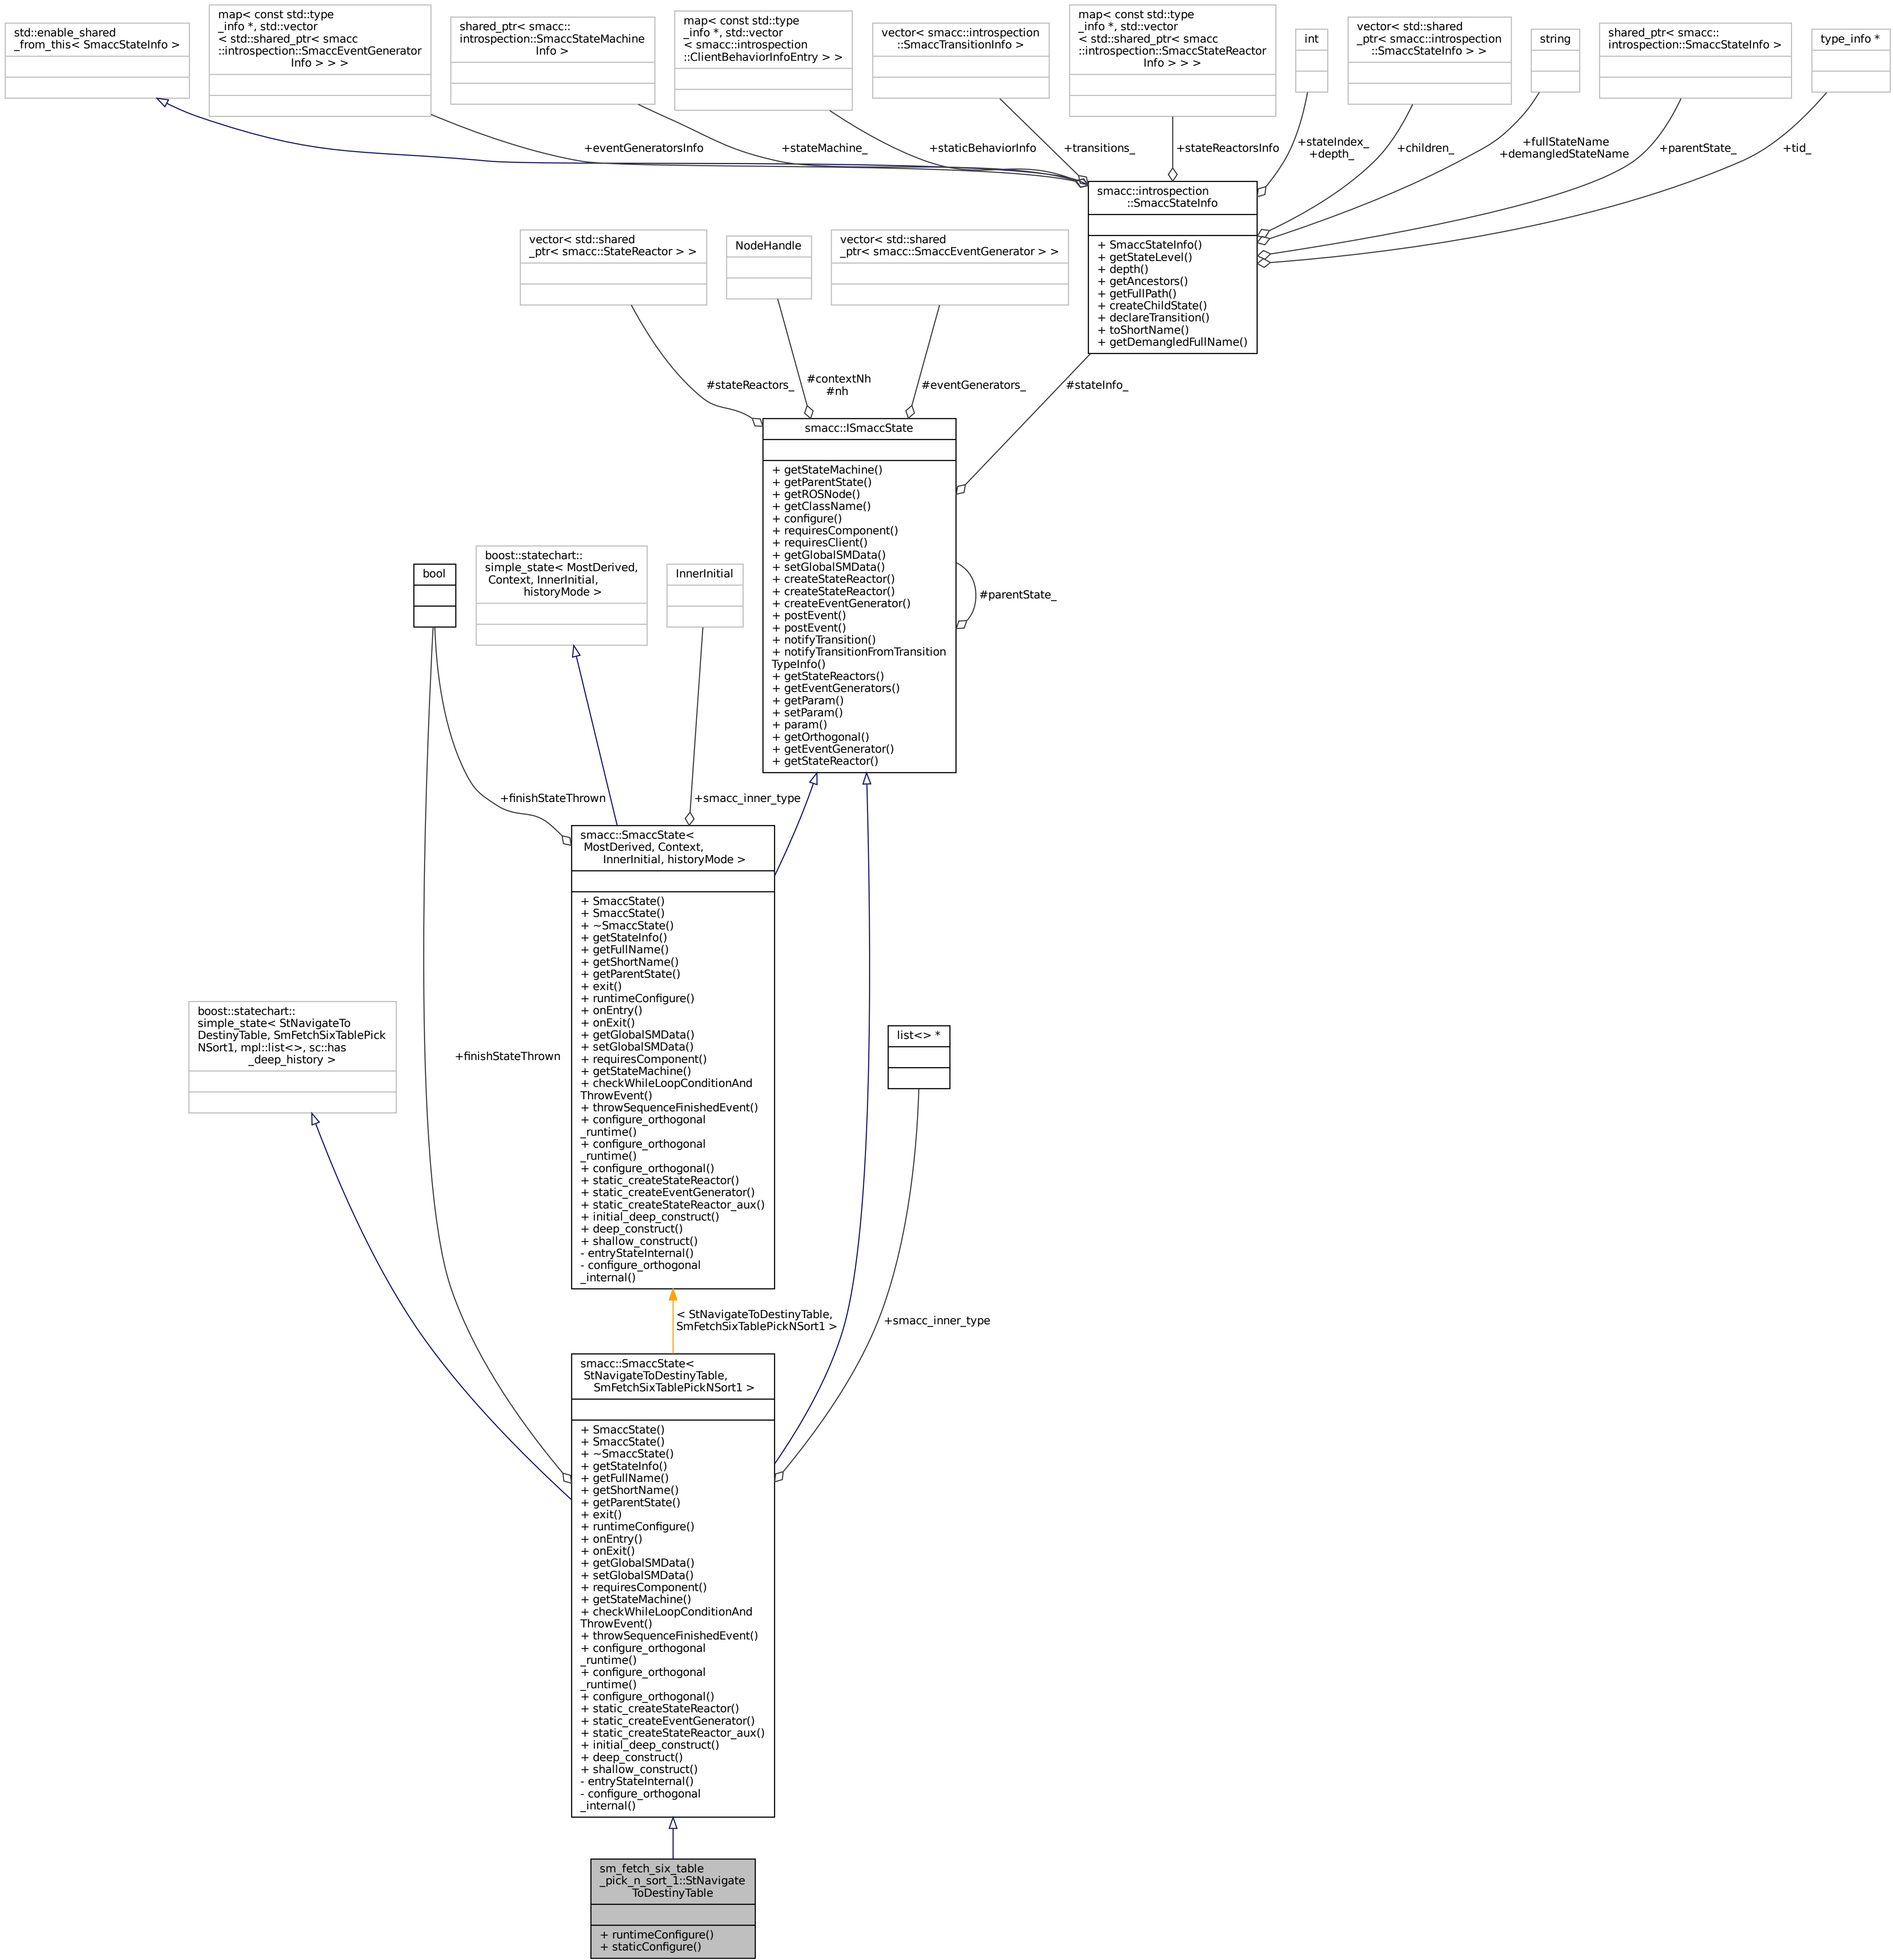 std::enable_shared
_from_this< SmaccStateInfo >
map< const std::type
_info *, std::vector
< std::shared_ptr< smacc
::introspection::SmaccEventGenerator
Info > > >
shared_ptr< smacc::
introspection::SmaccStateMachine
Info >
map< const std::type
_info *, std::vector
< smacc::introspection
::ClientBehaviorInfoEntry > >
vector< smacc::introspection
::SmaccTransitionInfo >
map< const std::type
_info *, std::vector
< std::shared_ptr< smacc
::introspection::SmaccStateReactor
Info > > >
int
vector< std::shared
_ptr< smacc::introspection
::SmaccStateInfo > >
string
shared_ptr< smacc::
introspection::SmaccStateInfo >
type_info *
+eventGeneratorsInfo
+stateMachine_
+staticBehaviorInfo
+transitions_
+stateReactorsInfo
+stateIndex_
+depth_
+children_
+fullStateName
+demangledStateName
+parentState_
+tid_
smacc::introspection
::SmaccStateInfo
+ SmaccStateInfo()
+ getStateLevel()
+ depth()
+ getAncestors()
+ getFullPath()
+ createChildState()
+ declareTransition()
+ toShortName()
+ getDemangledFullName()
vector< std::shared
_ptr< smacc::StateReactor > >
NodeHandle
vector< std::shared
_ptr< smacc::SmaccEventGenerator > >
#stateReactors_
#contextNh
#nh
#eventGenerators_
#stateInfo_
smacc::ISmaccState
+ getStateMachine()
+ getParentState()
+ getROSNode()
+ getClassName()
+ configure()
+ requiresComponent()
+ requiresClient()
+ getGlobalSMData()
+ setGlobalSMData()
+ createStateReactor()
+ createStateReactor()
+ createEventGenerator()
+ postEvent()
+ postEvent()
+ notifyTransition()
+ notifyTransitionFromTransition
TypeInfo()
+ getStateReactors()
+ getEventGenerators()
+ getParam()
+ setParam()
+ param()
+ getOrthogonal()
+ getEventGenerator()
+ getStateReactor()
#parentState_
bool
boost::statechart::
simple_state< MostDerived,
Context, InnerInitial,
historyMode >
InnerInitial
+finishStateThrown
+smacc_inner_type
smacc::SmaccState<
MostDerived, Context,
InnerInitial, historyMode >
+ SmaccState()
+ SmaccState()
+ ~SmaccState()
+ getStateInfo()
+ getFullName()
+ getShortName()
+ getParentState()
+ exit()
+ runtimeConfigure()
+ onEntry()
+ onExit()
+ getGlobalSMData()
+ setGlobalSMData()
+ requiresComponent()
+ getStateMachine()
+ checkWhileLoopConditionAnd
ThrowEvent()
+ throwSequenceFinishedEvent()
+ configure_orthogonal
_runtime()
+ configure_orthogonal
_runtime()
+ configure_orthogonal()
+ static_createStateReactor()
+ static_createEventGenerator()
+ static_createStateReactor_aux()
+ initial_deep_construct()
+ deep_construct()
+ shallow_construct()
- entryStateInternal()
- configure_orthogonal
_internal()
boost::statechart::
simple_state< StNavigateTo
DestinyTable, SmFetchSixTablePick
NSort1, mpl::list<>, sc::has
_deep_history >
+finishStateThrown
list<> *
< StNavigateToDestinyTable,
SmFetchSixTablePickNSort1 >
+smacc_inner_type
smacc::SmaccState<
StNavigateToDestinyTable,
SmFetchSixTablePickNSort1 >
+ SmaccState()
+ SmaccState()
+ ~SmaccState()
+ getStateInfo()
+ getFullName()
+ getShortName()
+ getParentState()
+ exit()
+ runtimeConfigure()
+ onEntry()
+ onExit()
+ getGlobalSMData()
+ setGlobalSMData()
+ requiresComponent()
+ getStateMachine()
+ checkWhileLoopConditionAnd
ThrowEvent()
+ throwSequenceFinishedEvent()
+ configure_orthogonal
_runtime()
+ configure_orthogonal
_runtime()
+ configure_orthogonal()
+ static_createStateReactor()
+ static_createEventGenerator()
+ static_createStateReactor_aux()
+ initial_deep_construct()
+ deep_construct()
+ shallow_construct()
- entryStateInternal()
- configure_orthogonal
_internal()
sm_fetch_six_table
_pick_n_sort_1::StNavigate
ToDestinyTable
+ runtimeConfigure()
+ staticConfigure()